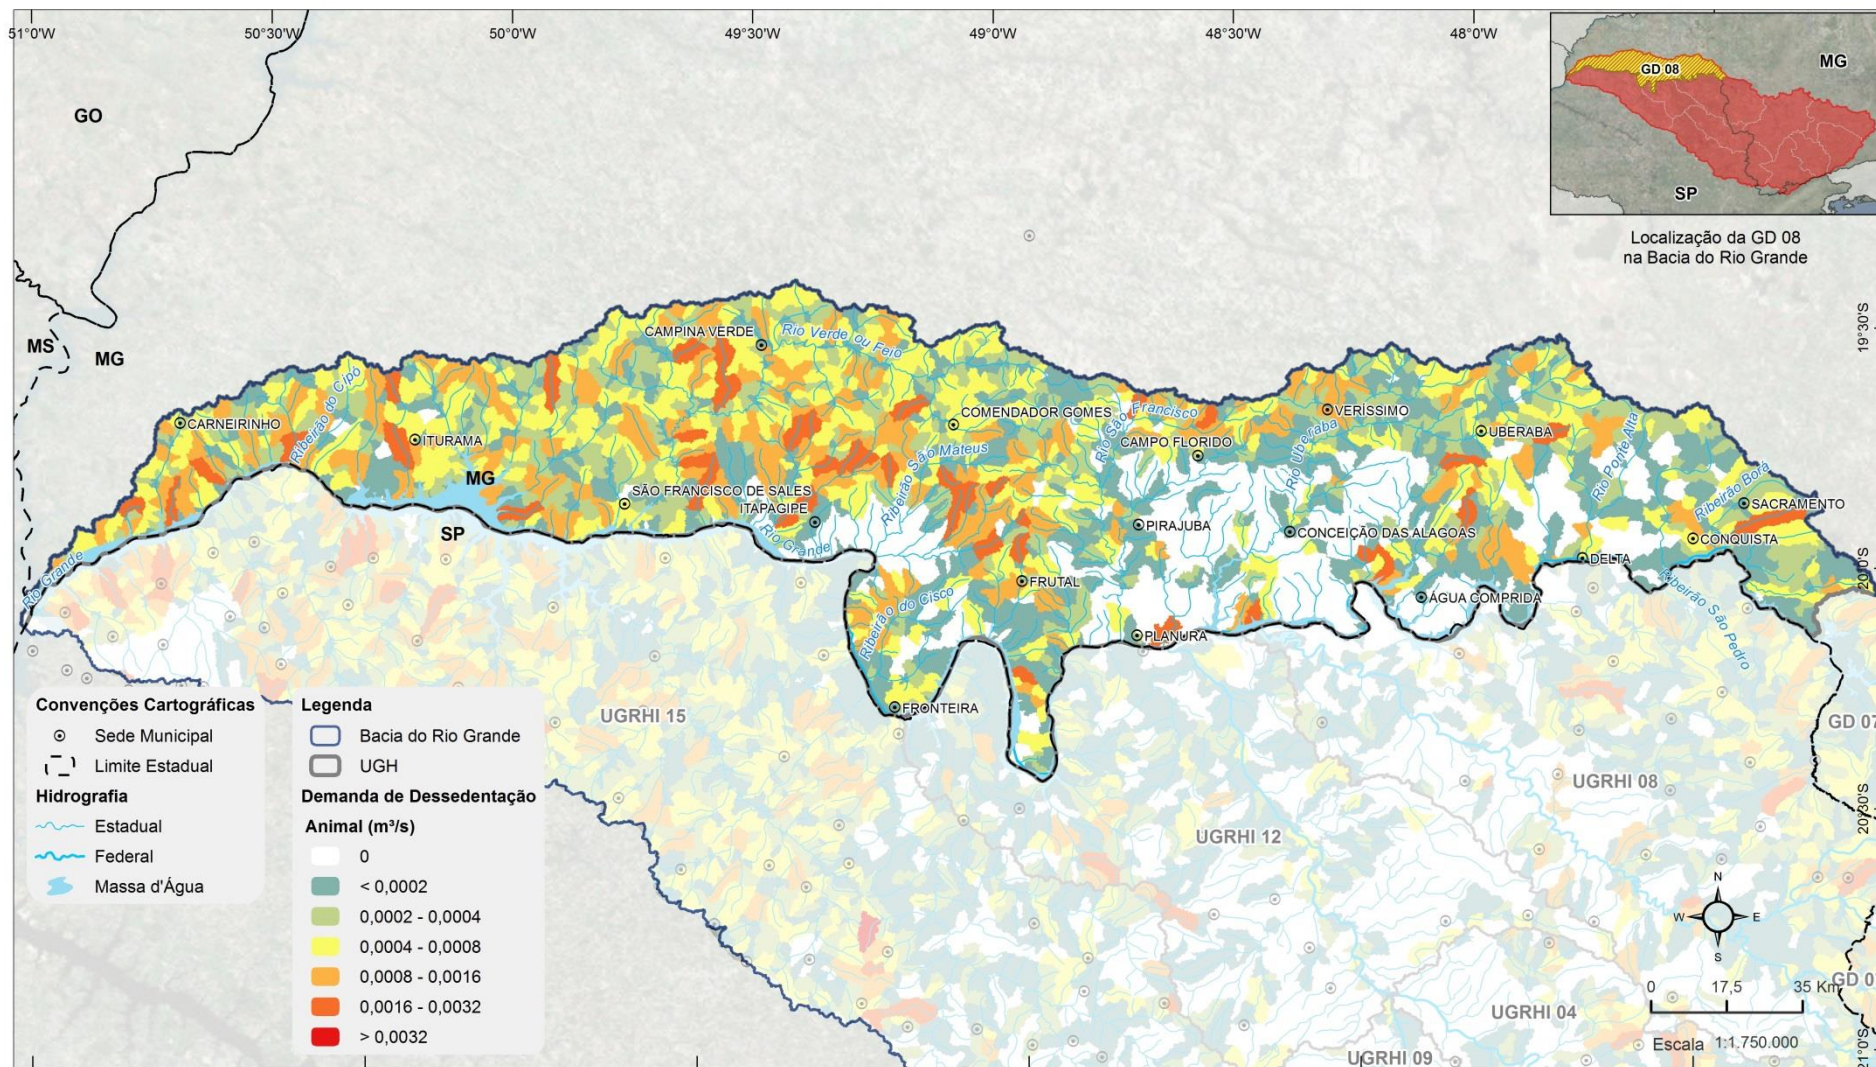 51°0'W
50°30'W
50°0'W
49°30'W
49°0'W
48°30'W
48°0'W
GO
MS
MG
MG
SP
GD 08
MG
SP
Localização da GD 08
na Bacia do Rio Grande
19°30'S
20°0'S
20°30'S
21°0'S
CAMPINA VERDE
Rio Verde ou Feio
Ribeirão do Cipó
CARNEIRINHO
ITURAMA
COMENDADOR GOMES
Rio São Francisco
CAMPO FLORIDO
VERÍSSIMO
UBERABA
Rio Uberaba
Rio Ponte Alta
Ribeirão São Mateus
SÃO FRANCISCO DE SALES
ITAPAGIPE
Rio Grande
PIRAJUBA
CONCEIÇÃO DAS ALAGOAS
Ribeirão Borá
SACRAMENTO
CONQUISTA
DELTA
Rio Grande
FRUTAL
Ribeirão do Cisco
ÁGUA COMPRIDA
Ribeirão São Pedro
PLANURA
FRONTEIRA
UGRHI 15
UGRHI 12
UGRHI 08
UGRHI 04
UGRHI 09
GD 07
GD 0
Convenções Cartográficas
Sede Municipal
Limite Estadual
Hidrografia
Estadual
Federal
Massa d'Água
Legenda
Bacia do Rio Grande
UGH
Demanda de Dessedentação
Animal (m³/s)
0
< 0,0002
0,0002 - 0,0004
0,0004 - 0,0008
0,0008 - 0,0016
0,0016 - 0,0032
> 0,0032
N
W
E
S
0 17,5 35 Km
Escala 1:1.750.000